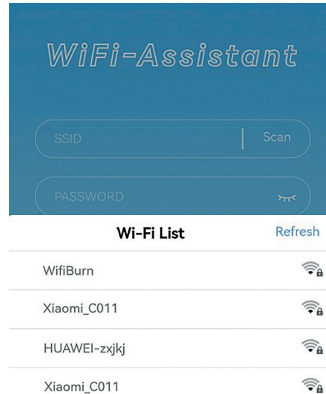 WiFi-Assistant
SSID Scan
PASSWORD
Wi-Fi List Refresh
WifiBurn
Xiaomi_C011
HUAWEI-zxjkj
Xiaomi_C011